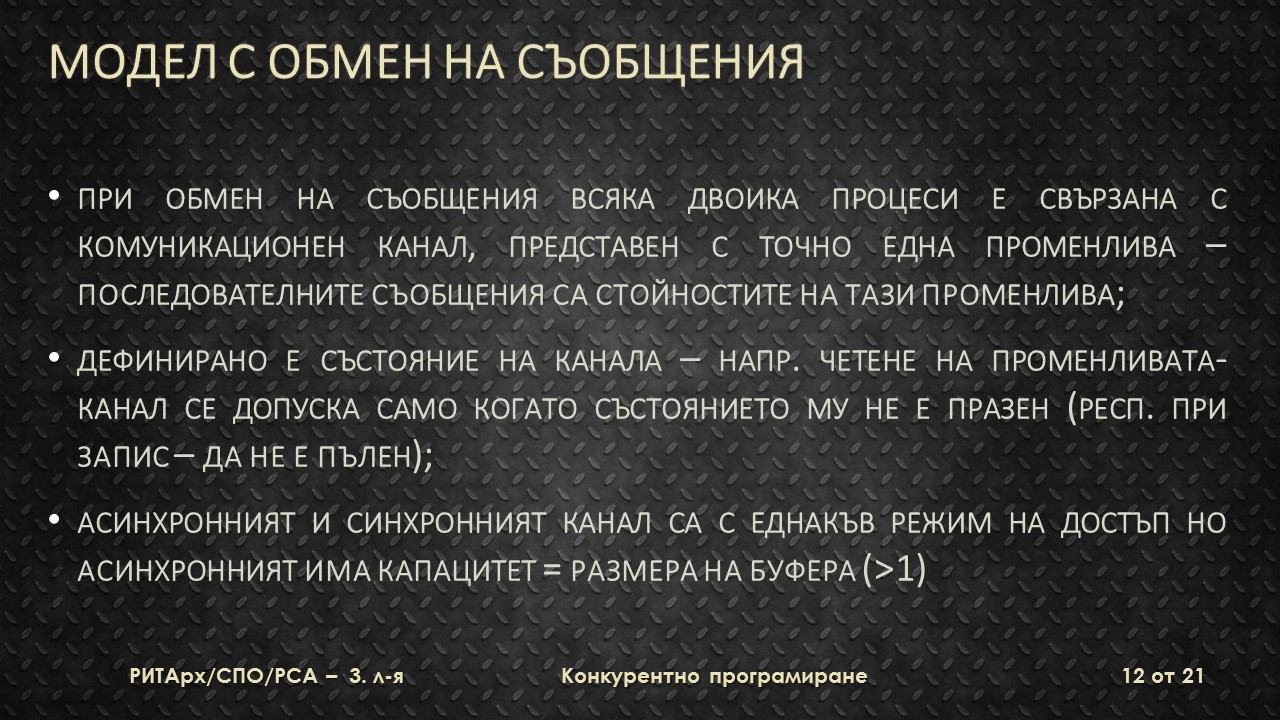 МОДЕЛ С ОБМЕН НА СЪОБЩЕНИЯ
• ПРИ ОБМЕН НА СЪОБЩЕНИЯ ВСЯКА ДВОИКА ПРОЦЕСИ Е СВЪРЗАНА С
КОМУНИКАЦИОНЕН КАНАЛ, ПРЕДСТАВЕН С ТОЧНО ЕДНА ПРОМЕНЛИВА –
ПОСЛЕДОВАТЕЛНИТЕ СЪОБЩЕНИЯ СА СТОЙНОСТИТЕ НА ТАЗИ ПРОМЕНЛИВА;
• ДЕФИНИРАНО Е СЪСТОЯНИЕ НА КАНАЛА – НАПР. ЧЕТЕНЕ НА ПРОМЕНЛИВАТА-
КАНАЛ СЕ ДОПУСКА САМО КОГАТО СЪСТОЯНИЕТО МУ НЕ Е ПРАЗЕН (РЕСП. ПРИ
ЗАПИС – ДА НЕ Е ПЪЛЕН);
• АСИНХРОННИЯТ И СИНХРОННИЯТ КАНАЛ СА С ЕДНАКЪВ РЕЖИМ НА ДОСТЪП НО
АСИНХРОННИЯТ ИМА КАПАЦИТЕТ = РАЗМЕРА НА БУФЕРА (>1)
РИТАрх/СПО/РСА – 3. л-я Конкурентно програмиране 12 от 21